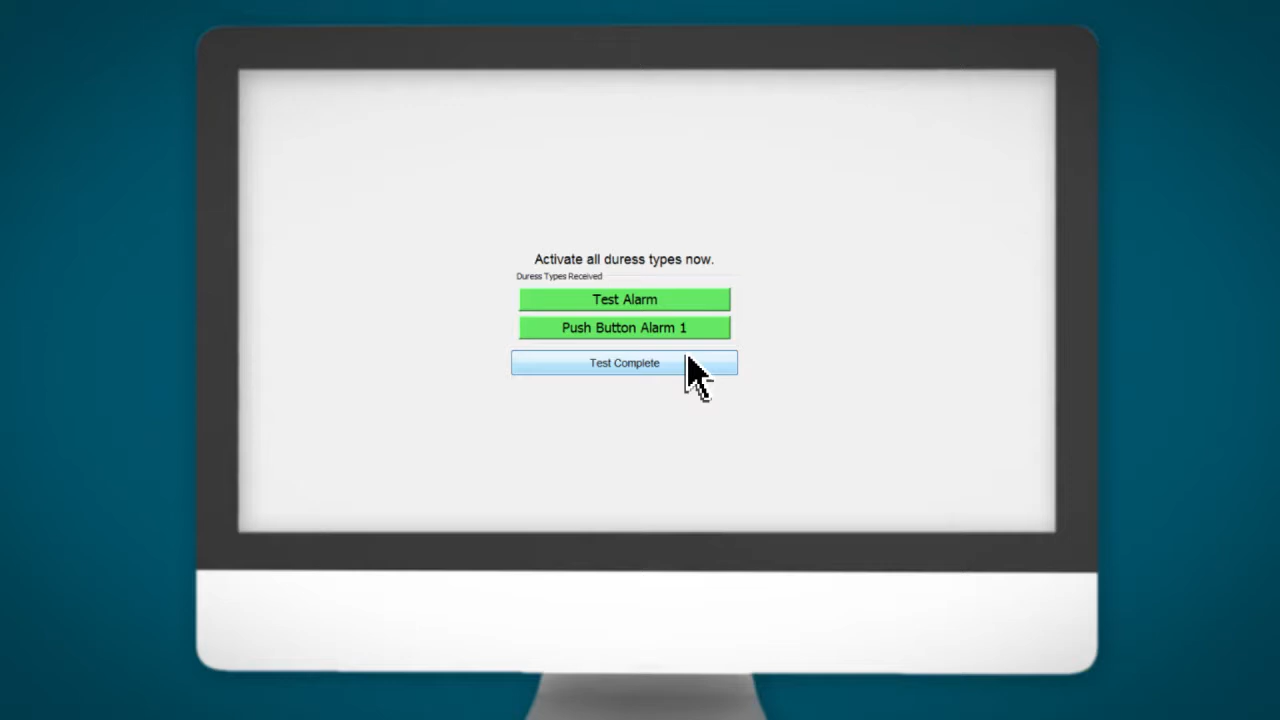 Activate all duress types now.
Duress Types Received
Test Alarm
Push Button Alarm 1
Test Complete